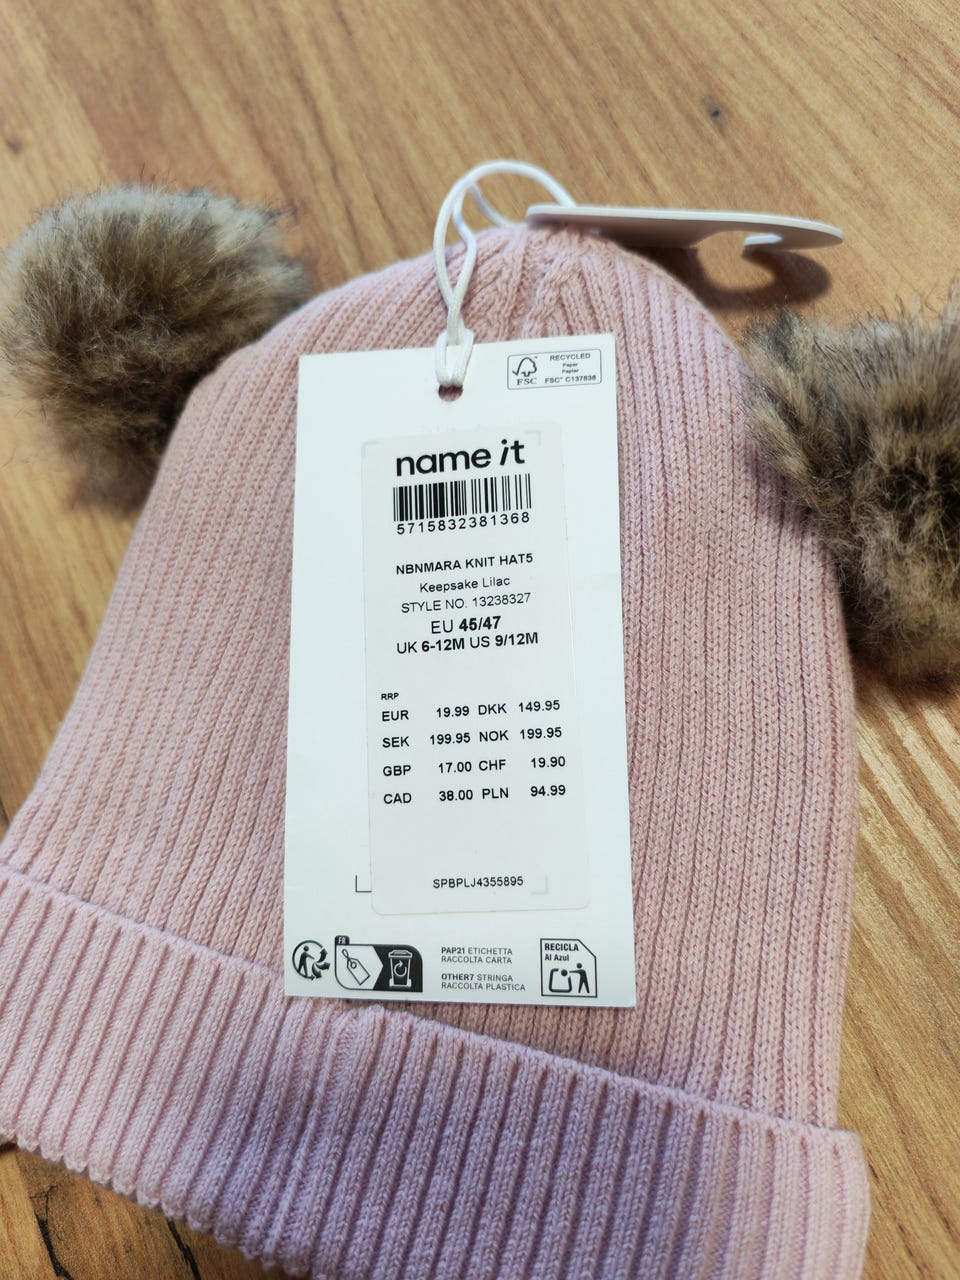 RECYCLED
Paper
Papier
FSC™ C137836
FSC
name it
5715832381368
NBNMARA KNIT HAT5
Keepsake Lilac
STYLE NO. 13238327
EU 45/47
UK 6-12M US 9/12M
RRP
EUR 19.99 DKK 149.95
SEK 199.95 NOK 199.95
GBP 17.00 CHF 19.90
CAD 38.00 PLN 94.99
SPBPLJ4355895
FR
PAP21 ETICHETTA
RACCOLTA CARTA
OTHER7 STRINGA
RACCOLTA PLASTICA
RECICLA
Al Azul